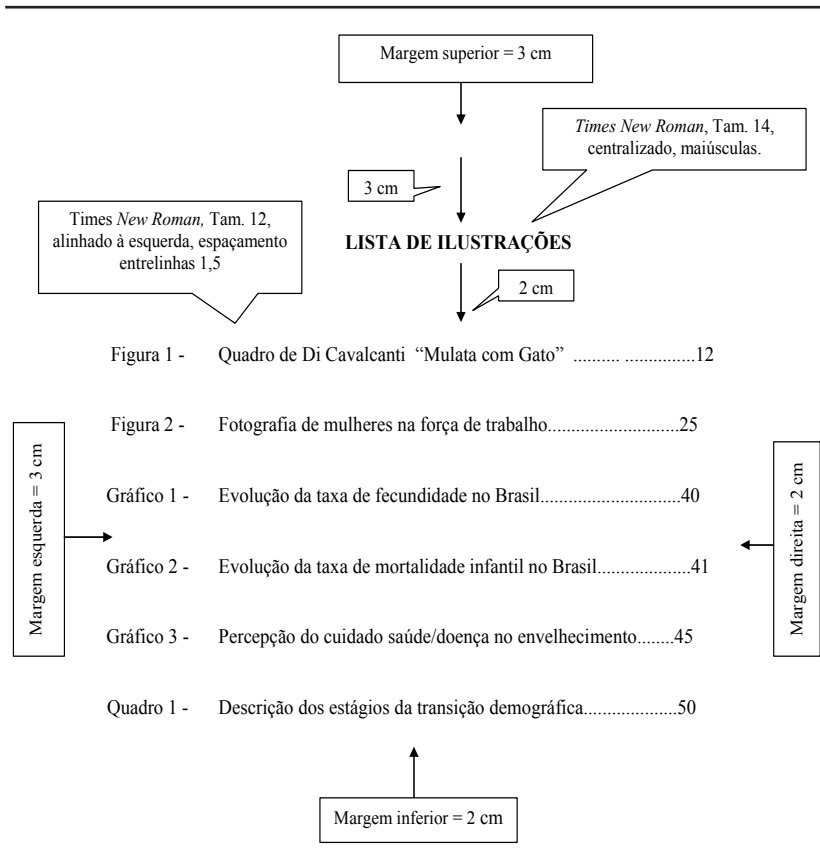 Margem superior = 3 cm
Times New Roman, Tam. 14,
centralizado, maiúsculas.
3 cm
Times New Roman, Tam. 12,
alinhado à esquerda, espaçamento
entrelinhas 1,5
LISTA DE ILUSTRAÇÕES
2 cm
Figura 1 - Quadro de Di Cavalcanti “Mulata com Gato” .......... ...............12
Figura 2 - Fotografia de mulheres na força de trabalho............................25
Margem esquerda = 3 cm
Margem direita = 2 cm
Gráfico 1 - Evolução da taxa de fecundidade no Brasil..............................40
Gráfico 2 - Evolução da taxa de mortalidade infantil no Brasil....................41
Gráfico 3 - Percepção do cuidado saúde/doença no envelhecimento........45
Quadro 1 - Descrição dos estágios da transição demográfica.....................50
Margem inferior = 2 cm